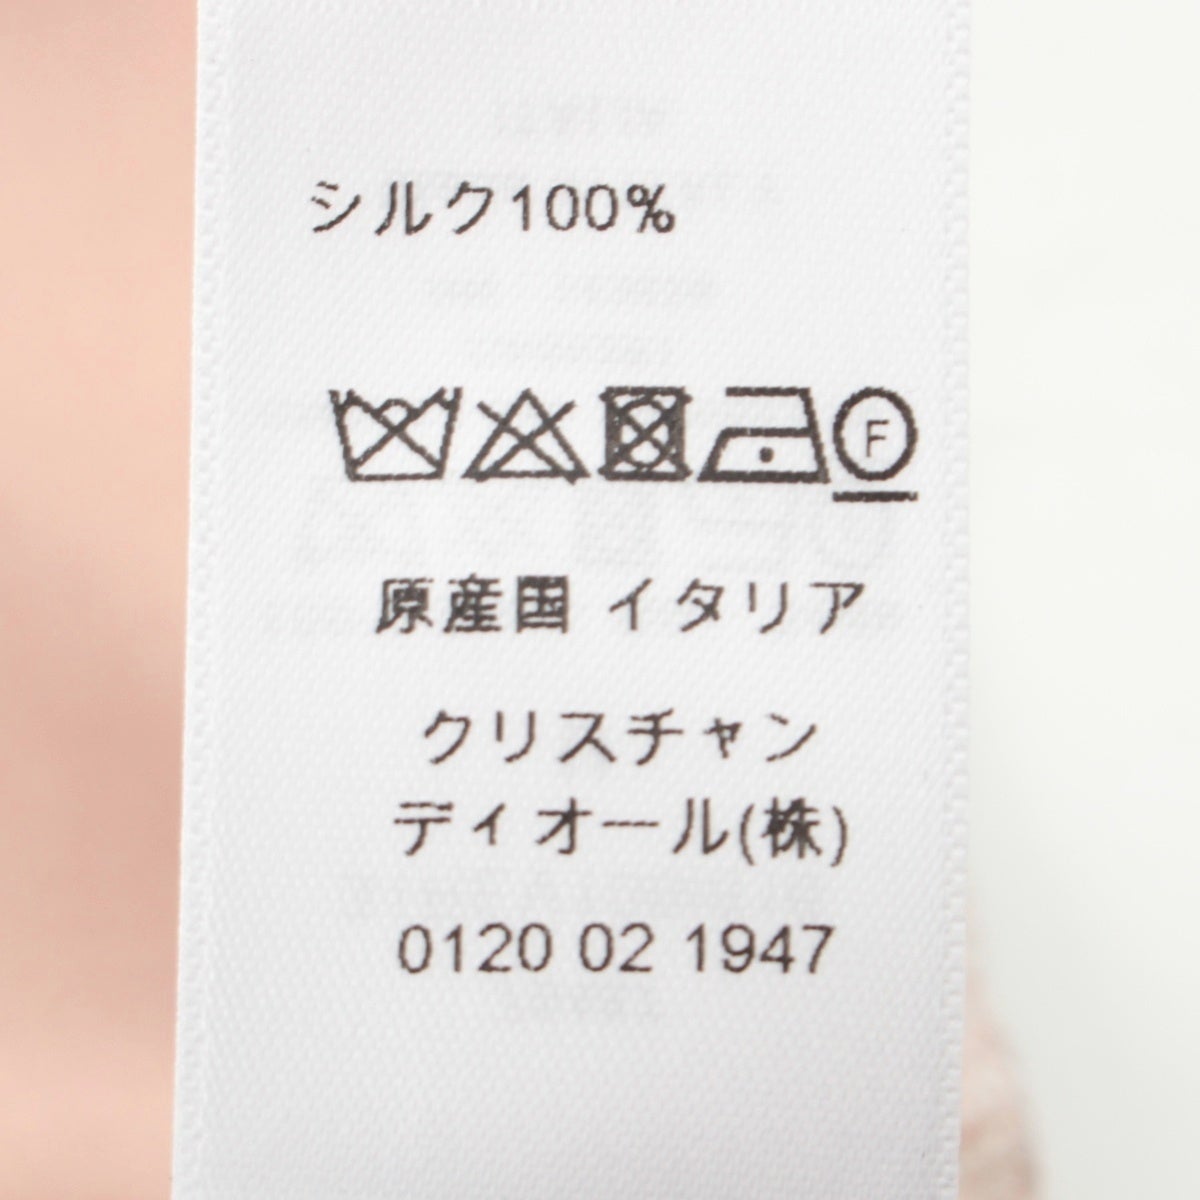 シルク100%
F
原産国 イタリア
クリスチャン
ディオール(株)
0120 02 1947